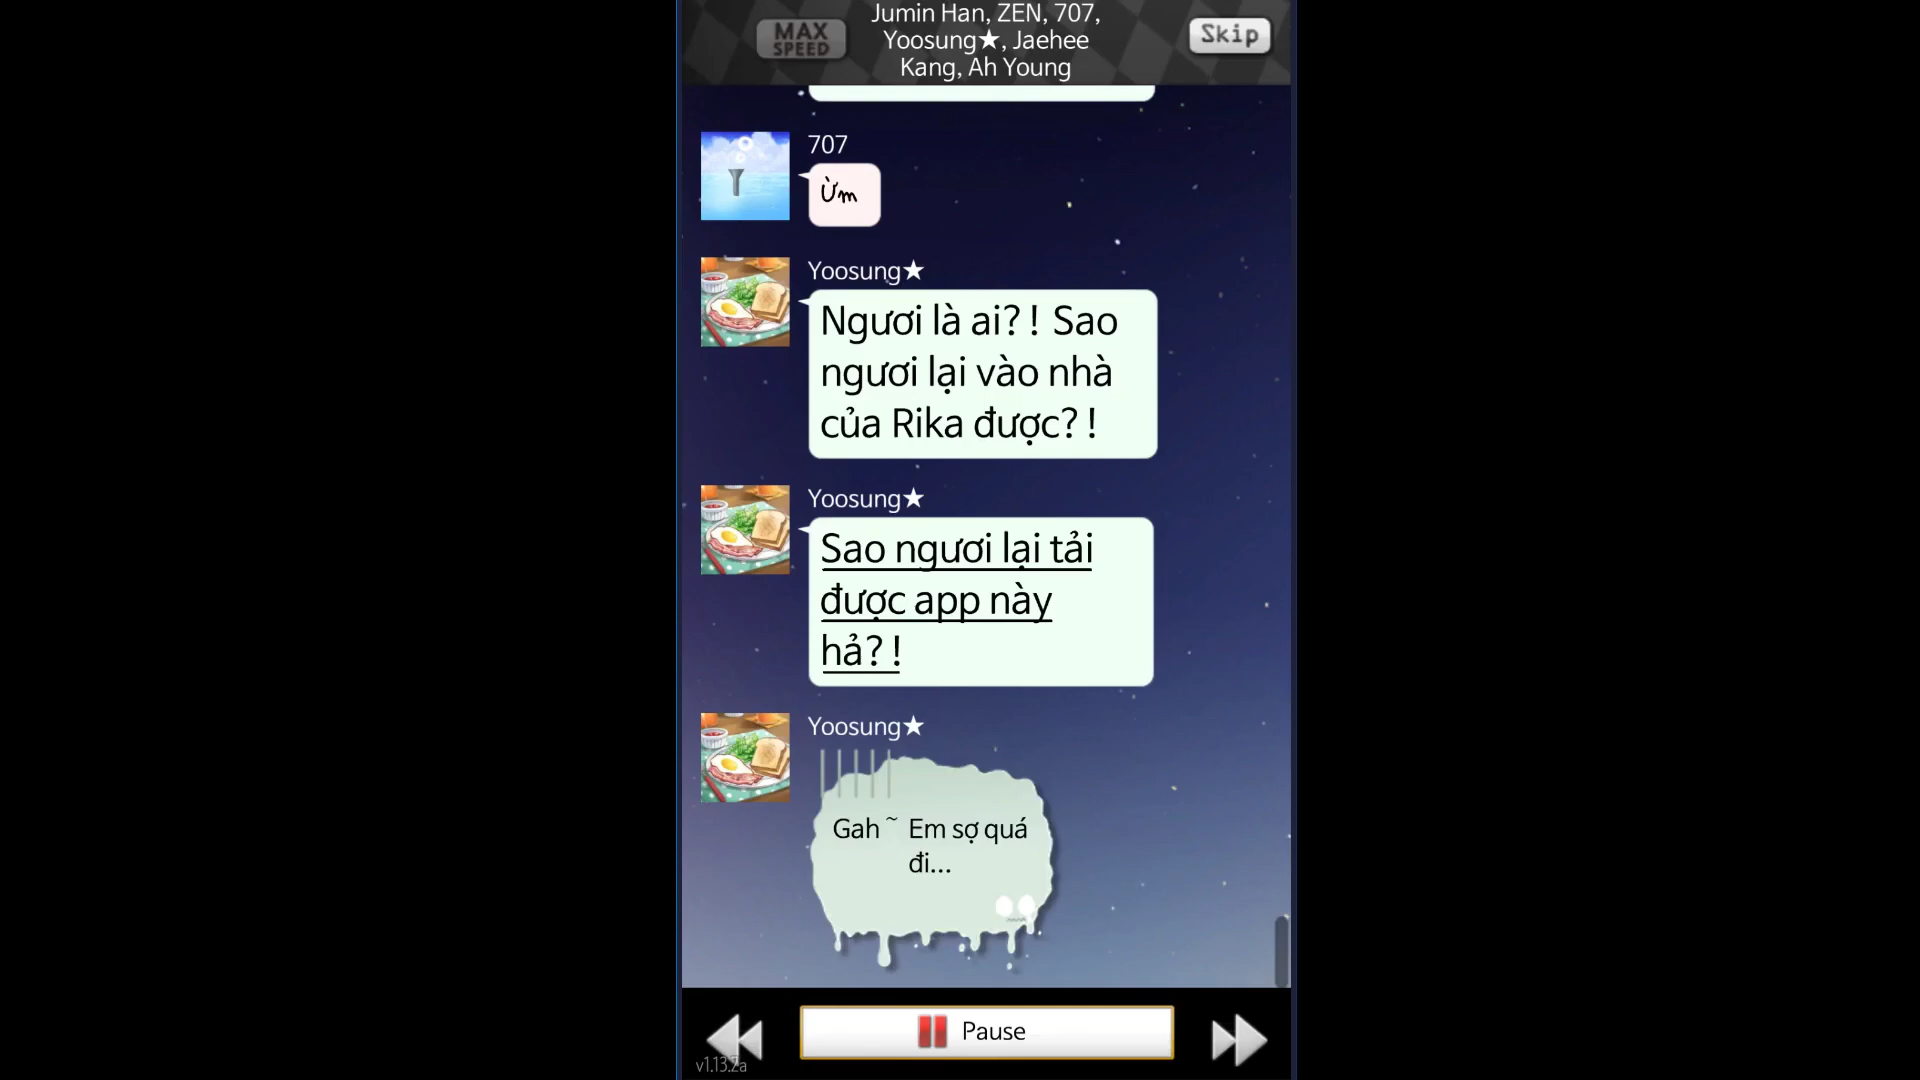 MAX
SPEED
Jumin Han, ZEN, 707,
Yoosung★, Jaehee
Kang, Ah Young
Skip
707
Ừm
Yoosung★
Ngươi là ai?! Sao
ngươi lại vào nhà
của Rika được?!
Yoosung★
Sao ngươi lại tải
được app này
hả?!
Yoosung★
Gah ~ Em sợ quá
đi...
Pause
v1.13.2a